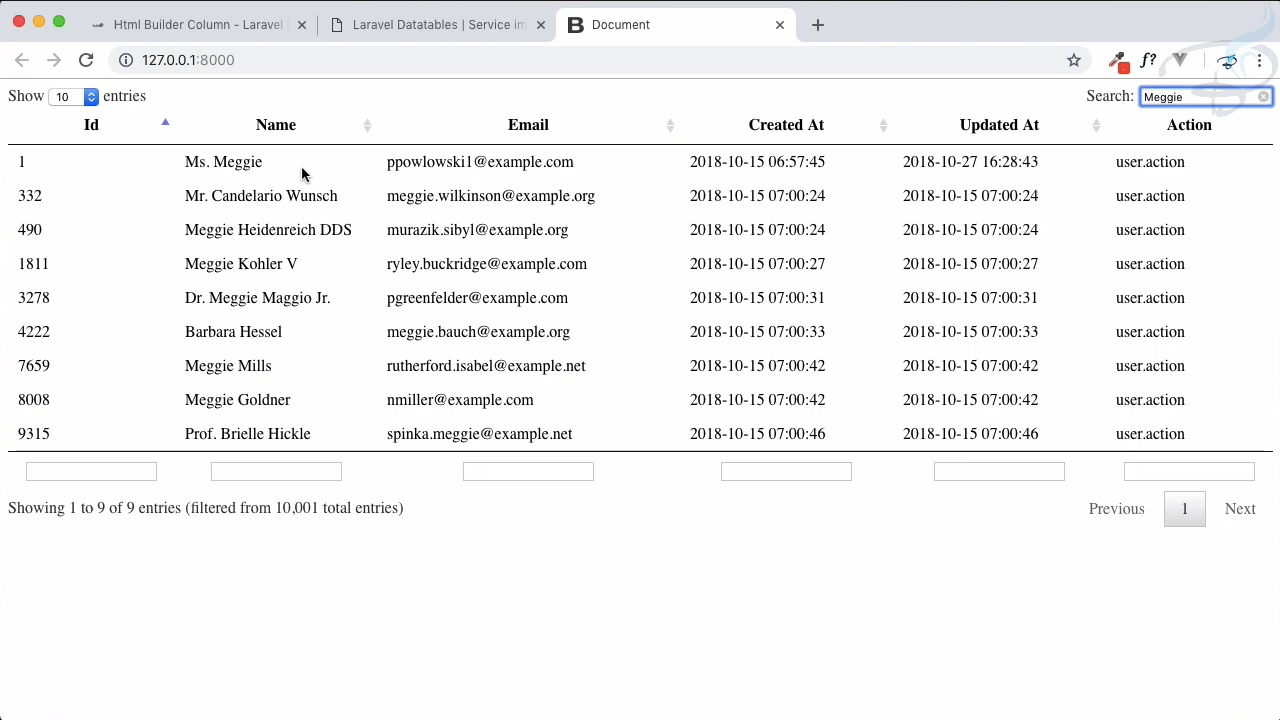 Html Builder Column - Laravel
Laravel Datatables | Service im
B Document
127.0.0.1:8000
f?
Show 10 entries
Search: Meggie
Id Name Email Created At Updated At Action
1 Ms. Meggie ppowlowski1@example.com 2018-10-15 06:57:45 2018-10-27 16:28:43 user.action
332 Mr. Candelario Wunsch meggie.wilkinson@example.org 2018-10-15 07:00:24 2018-10-15 07:00:24 user.action
490 Meggie Heidenreich DDS murazik.sibyl@example.org 2018-10-15 07:00:24 2018-10-15 07:00:24 user.action
1811 Meggie Kohler V ryley.buckridge@example.com 2018-10-15 07:00:27 2018-10-15 07:00:27 user.action
3278 Dr. Meggie Maggio Jr. pgreenfelder@example.com 2018-10-15 07:00:31 2018-10-15 07:00:31 user.action
4222 Barbara Hessel meggie.bauch@example.org 2018-10-15 07:00:33 2018-10-15 07:00:33 user.action
7659 Meggie Mills rutherford.isabel@example.net 2018-10-15 07:00:42 2018-10-15 07:00:42 user.action
8008 Meggie Goldner nmiller@example.com 2018-10-15 07:00:42 2018-10-15 07:00:42 user.action
9315 Prof. Brielle Hickle spinka.meggie@example.net 2018-10-15 07:00:46 2018-10-15 07:00:46 user.action
Showing 1 to 9 of 9 entries (filtered from 10,001 total entries)
Previous 1 Next